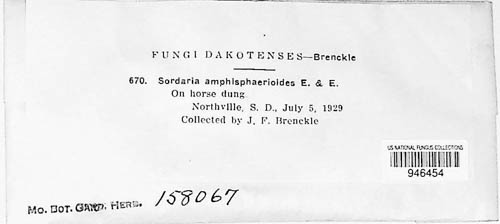 FUNGI DAKOTENSES—Brenckle
670. Sordaria amphisphaerioides E. & E.
On horse dung
Northville, S. D., July 5, 1929
Collected by J. F. Brenckle
US NATIONAL FUNGUS COLLECTIONS
946454
MO. BOT. GARD. HERB. 158067